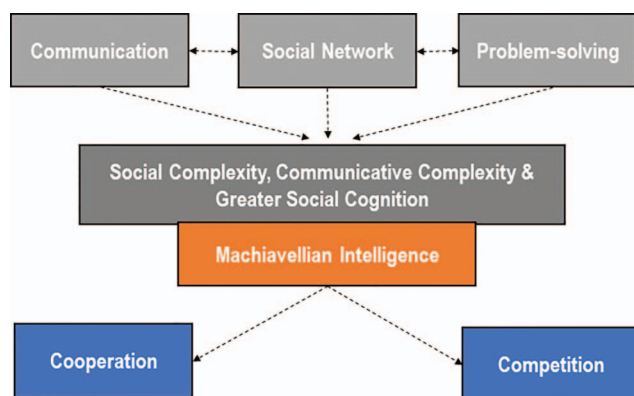 Communication
Social Network
Problem-solving
Social Complexity, Communicative Complexity &
Greater Social Cognition
Machiavellian Intelligence
Cooperation
Competition